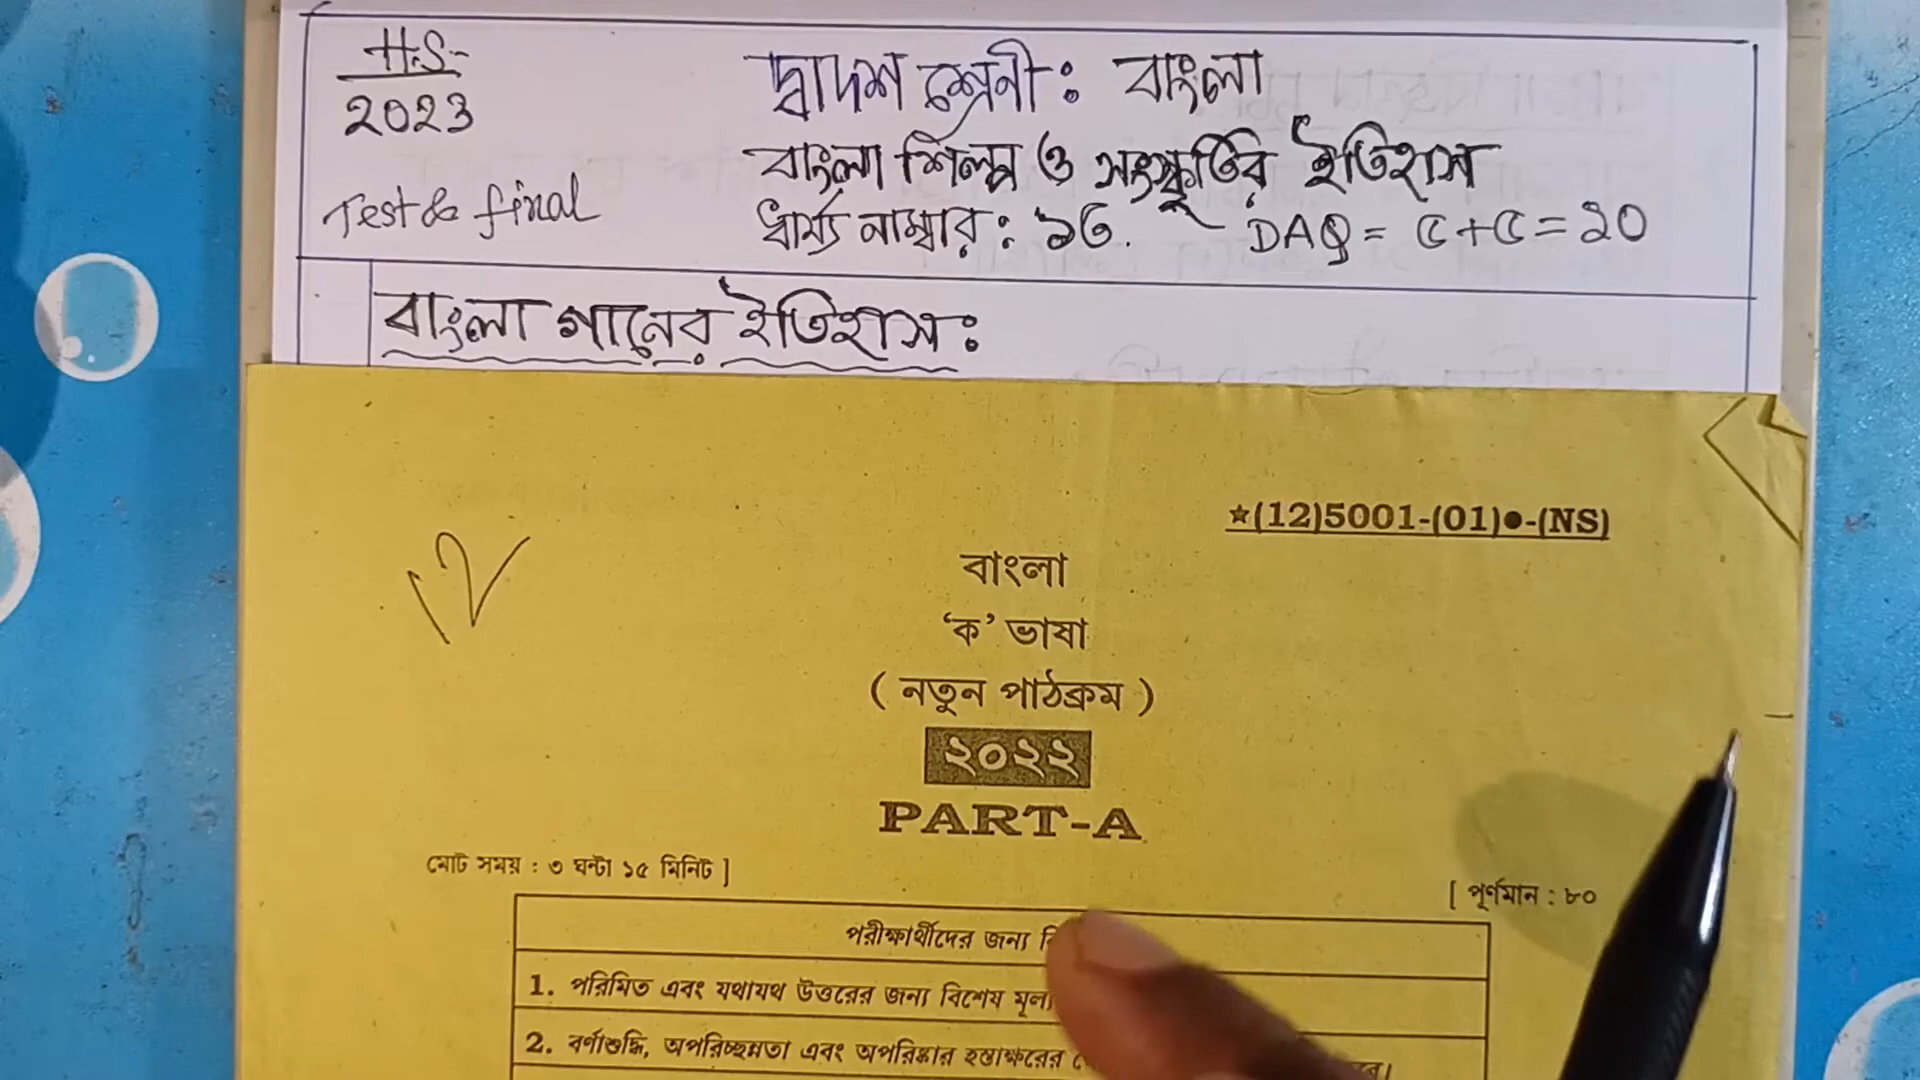 H.S.
2023
Test & final
দ্বাদশ শ্রেনী: বাংলা
বাংলা শিল্প ও সংস্কৃতির ইতিহাস
ধার্য্য নাম্বার: ১৩. DAQ = ৫+৫=১০
বাংলা গানের ইতিহাস:
☆(12)5001-(01)●-(NS)
বাংলা
‘ক’ ভাষা
( নতুন পাঠক্রম )
২০২২
PART-A
মোট সময় : ৩ ঘন্টা ১৫ মিনিট ]
[ পূর্ণমান : ৮০
পরীক্ষার্থীদের জন্য
1. পরিমিত এবং যথাযথ উত্তরের জন্য বিশেষ মূল্য
2. বর্ণাশুদ্ধি, অপরিচ্ছন্নতা এবং অপরিষ্কার হস্তাক্ষরের